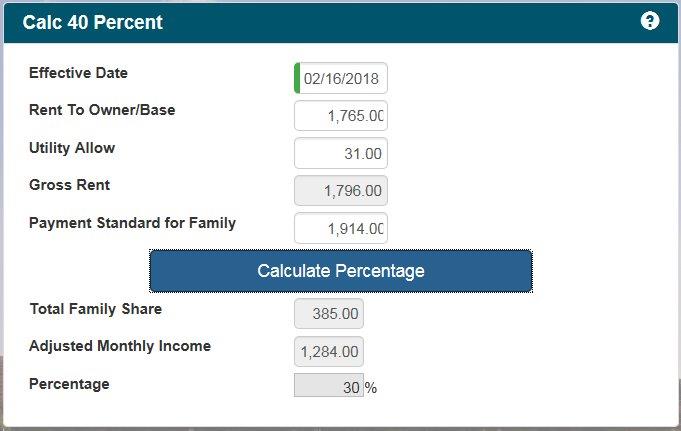 Calc 40 Percent ?
Effective Date 02/16/2018
Rent To Owner/Base 1,765.00
Utility Allow 31.00
Gross Rent 1,796.00
Payment Standard for Family 1,914.00
Calculate Percentage
Total Family Share 385.00
Adjusted Monthly Income 1,284.00
Percentage 30 %